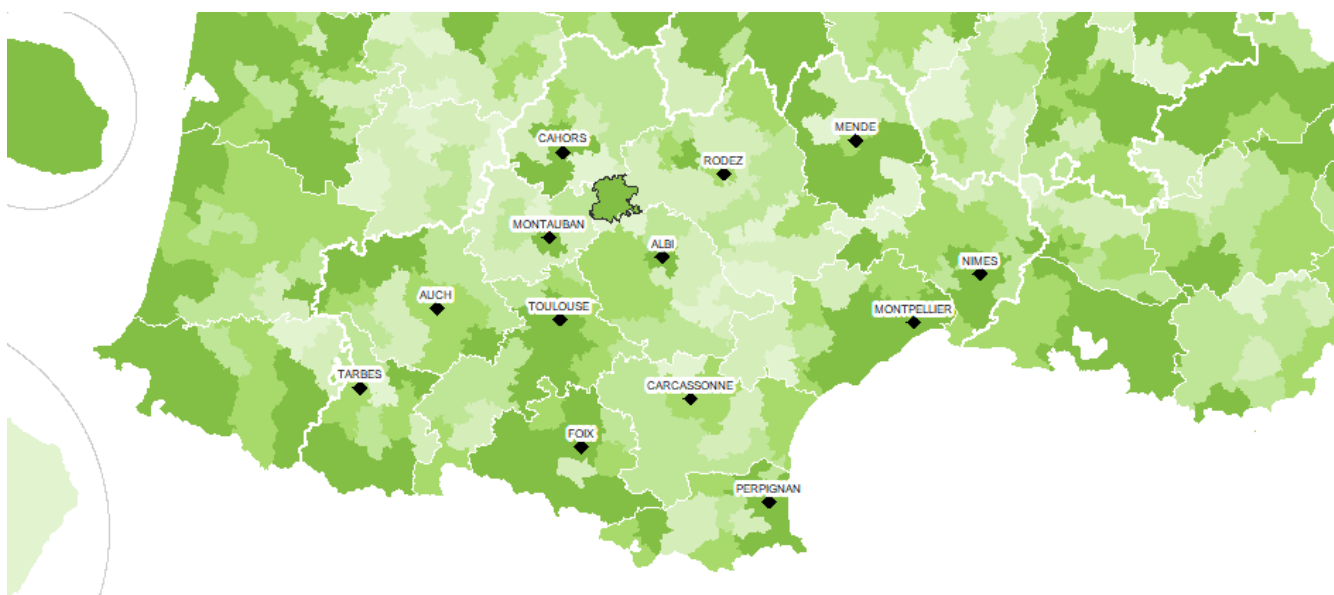 MENDE
CAHORS
RODEZ
MONTAUBAN
ALBI
NIMES
AUCH
TOULOUSE
MONTPELLIER
TARBES
CARCASSONNE
FOIX
PERPIGNAN